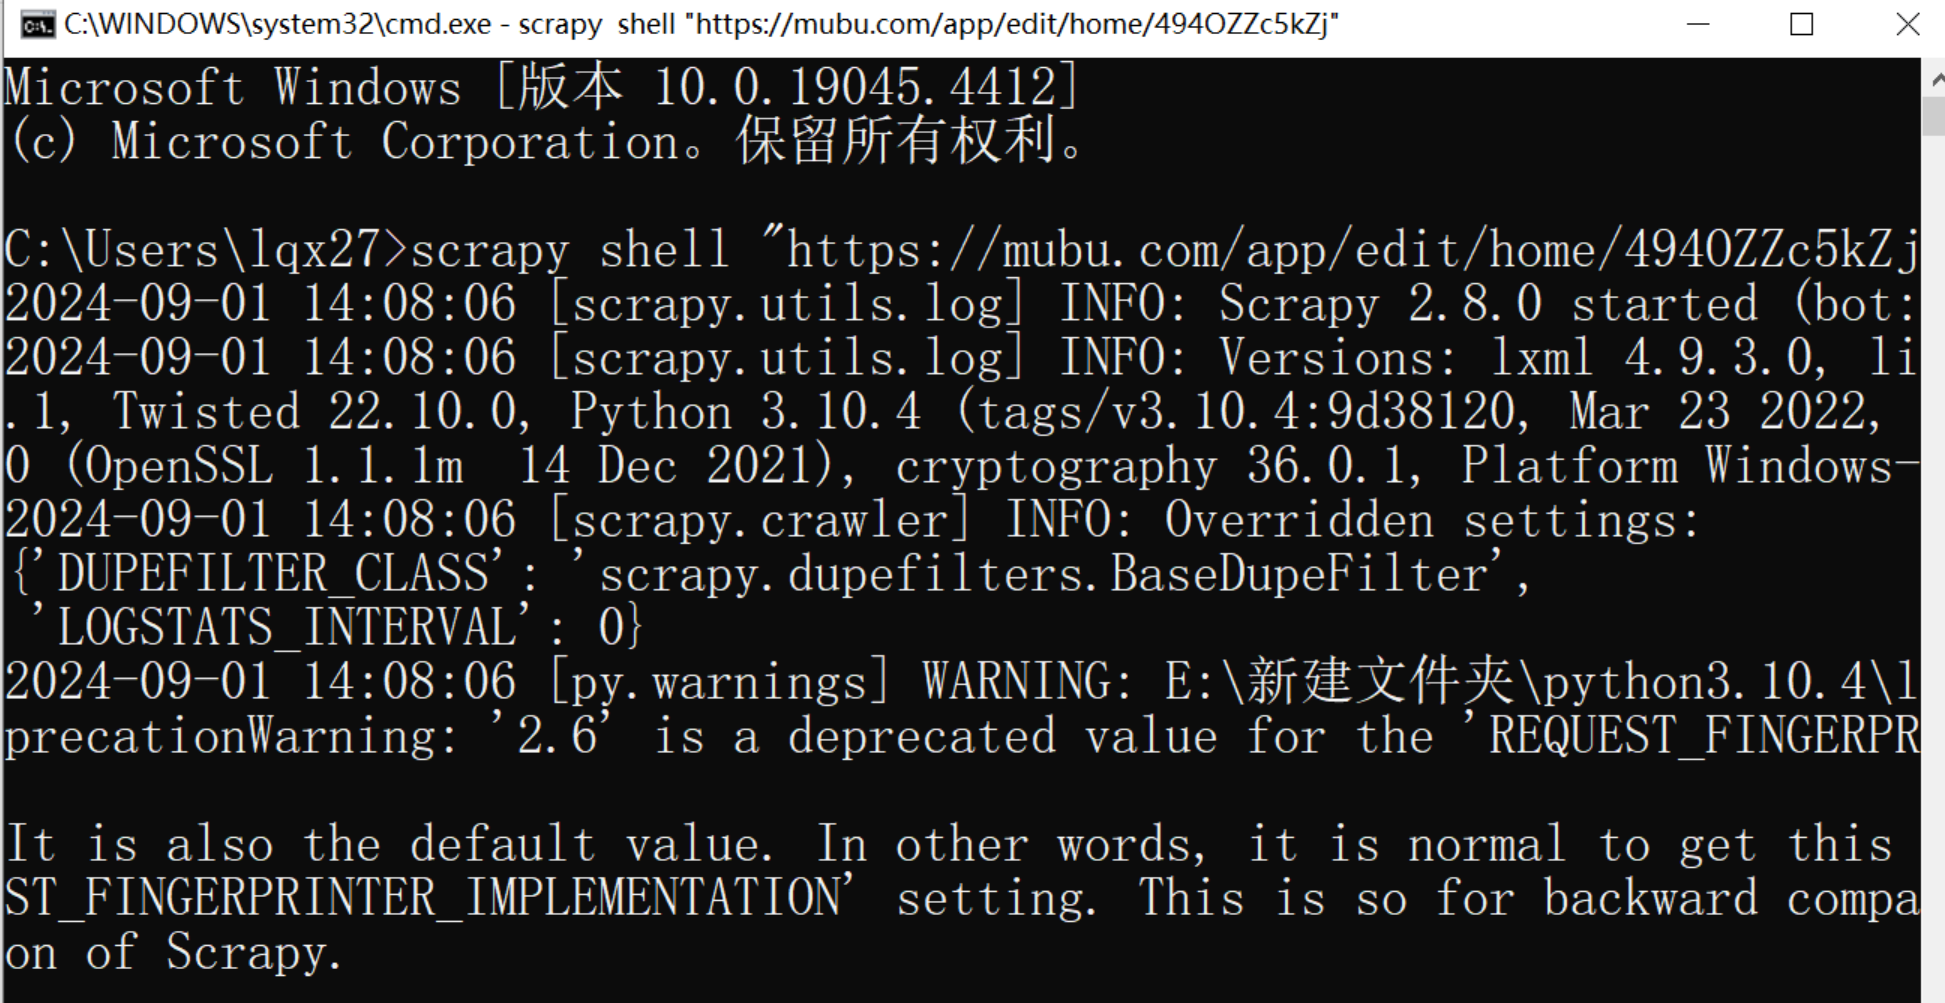 C:\WINDOWS\system32\cmd.exe - scrapy  shell "https://mubu.com/app/edit/home/494OZZc5kZj"
Microsoft Windows [版本 10.0.19045.4412]
(c) Microsoft Corporation。保留所有权利。
C:\Users\lqx27>scrapy shell "https://mubu.com/app/edit/home/494OZZc5kZj
2024-09-01 14:08:06 [scrapy.utils.log] INFO: Scrapy 2.8.0 started (bot:
2024-09-01 14:08:06 [scrapy.utils.log] INFO: Versions: lxml 4.9.3.0, li
.1, Twisted 22.10.0, Python 3.10.4 (tags/v3.10.4:9d38120, Mar 23 2022,
0 (OpenSSL 1.1.1m  14 Dec 2021), cryptography 36.0.1, Platform Windows-
2024-09-01 14:08:06 [scrapy.crawler] INFO: Overridden settings:
{'DUPEFILTER_CLASS': 'scrapy.dupefilters.BaseDupeFilter',
 'LOGSTATS_INTERVAL': 0}
2024-09-01 14:08:06 [py.warnings] WARNING: E:\新建文件夹\python3.10.4\l
precationWarning: '2.6' is a deprecated value for the 'REQUEST_FINGERPR
It is also the default value. In other words, it is normal to get this
ST_FINGERPRINTER_IMPLEMENTATION' setting. This is so for backward compa
on of Scrapy.